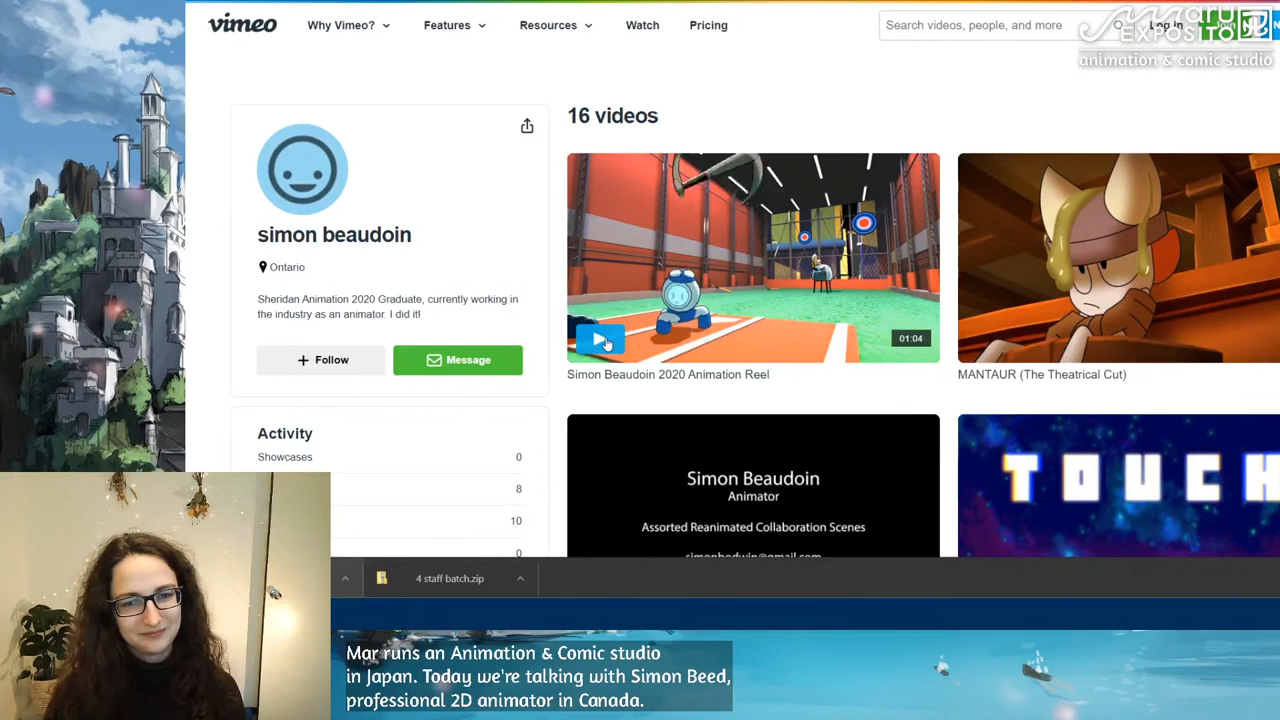 vimeo
Why Vimeo?
Features
Resources
Watch
Pricing
Search videos, people, and more
Log in
Maru
EXPOSITO
animation & comic studio
16 videos
simon beaudoin
Ontario
Sheridan Animation 2020 Graduate, currently working in
the industry as an animator. I did it!
+ Follow
Message
01:04
Simon Beaudoin 2020 Animation Reel
MANTAUR (The Theatrical Cut)
Activity
Showcases 0
8
10
0
Simon Beaudoin
Animator
Assorted Reanimated Collaboration Scenes
TOUCH
4 staff batch.zip
Mar runs an Animation & Comic studio
in Japan. Today we're talking with Simon Beed,
professional 2D animator in Canada.